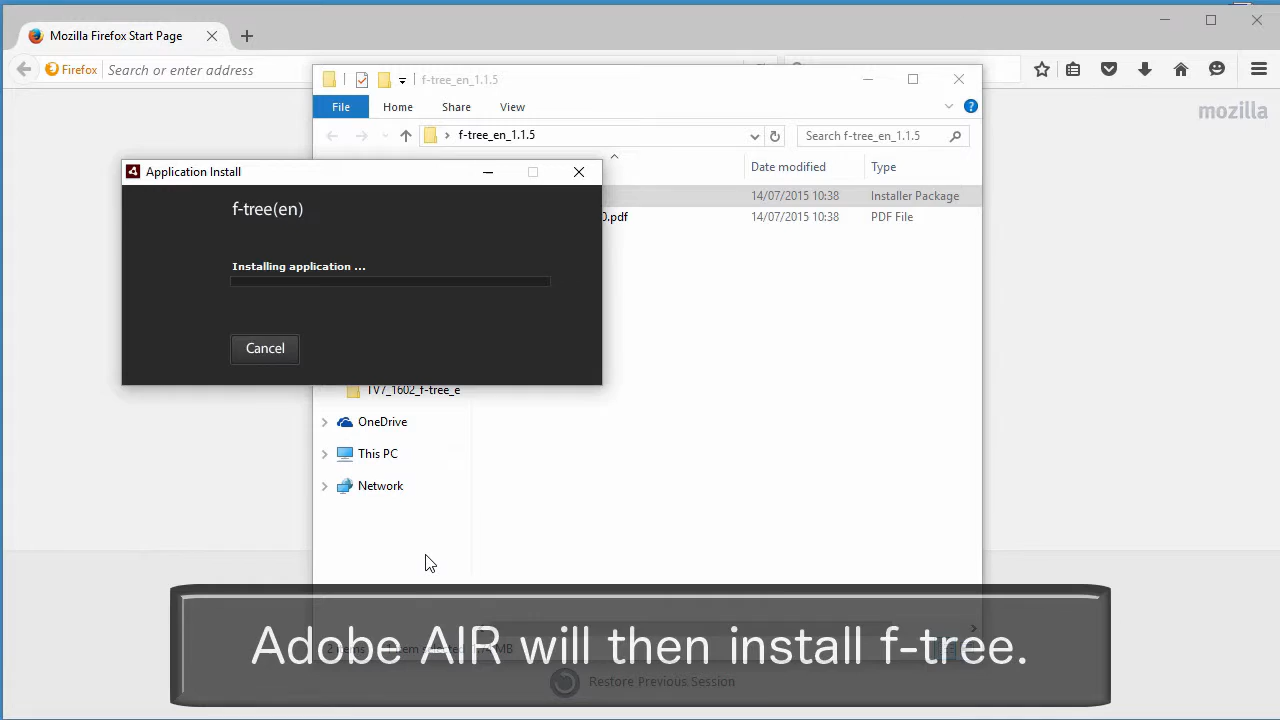 Mozilla Firefox Start Page
Firefox
Search or enter address
mozilla
f-tree_en_1.1.5
File
Home
Share
View
f-tree_en_1.1.5
Search f-tree_en_1.1.5
Date modified
Type
14/07/2015 10:38
Installer Package
0.pdf
14/07/2015 10:38
PDF File
Application Install
f-tree(en)
Installing application ...
Cancel
TV7_1602_f-tree_e
OneDrive
This PC
Network
Adobe AIR will then install f-tree.
Restore Previous Session